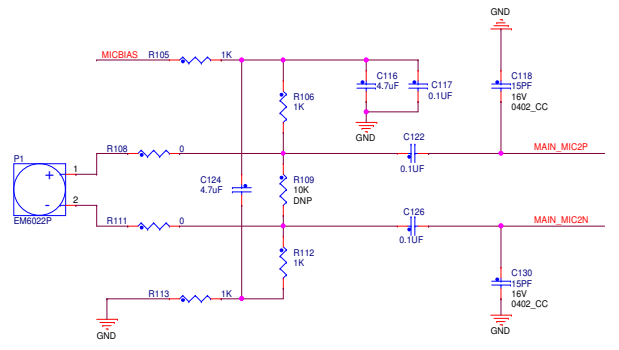 GND
MICBIAS
R105
1K
C116
4.7uF
C117
0.1UF
C118
15PF
16V
0402_CC
R106
1K
GND
C122
0.1UF
MAIN_MIC2P
R108
0
P1
1
+
-
2
EM6022P
C124
4.7uF
R109
10K
DNP
R111
0
C126
0.1UF
MAIN_MIC2N
R112
1K
C130
15PF
16V
0402_CC
R113
1K
GND
GND